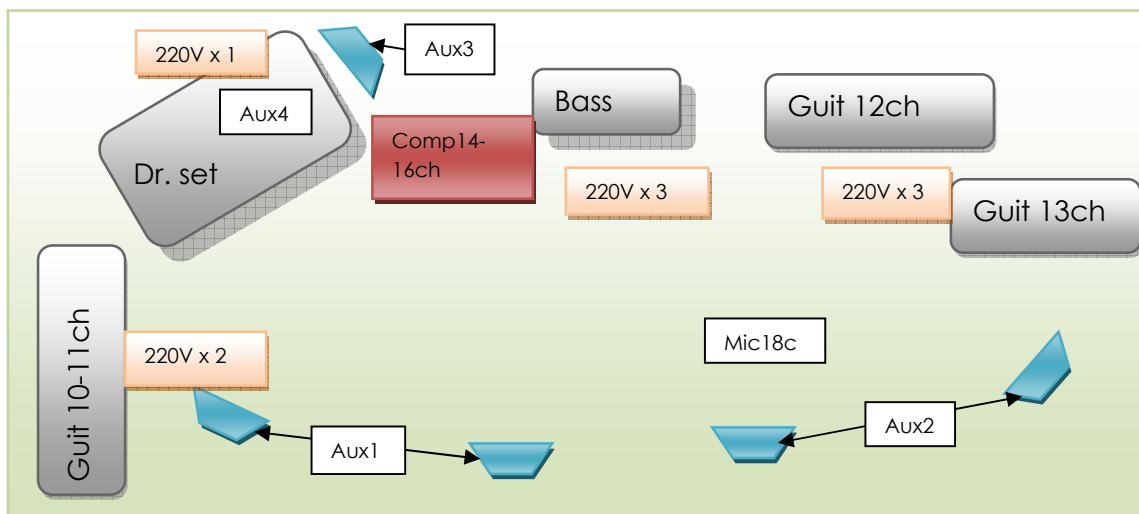 220V x 1
Aux3
Aux4
Bass
Guit 12ch
Comp14-
16ch
Dr. set
220V x 3
220V x 3
Guit 13ch
Guit 10-11ch
220V x 2
Mic18c
Aux1
Aux2